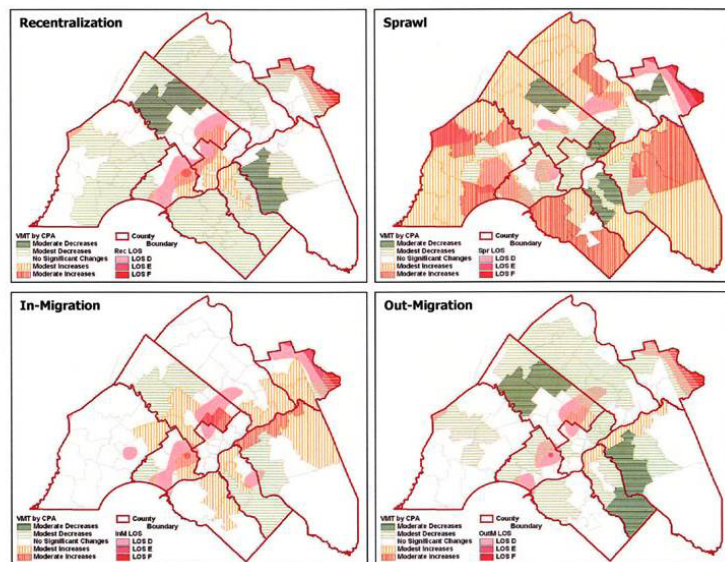 Recentralization
VMT by CPA
Moderate Decreases
Modest Decreases
No Significant Changes
Modest Increases
Moderate Increases
County
Boundary
Rec LOS
LOS D
LOS E
LOS F
Sprawl
VMT by CPA
Moderate Decreases
Modest Decreases
No Significant Changes
Modest Increases
Moderate Increases
County
Boundary
Spr LOS
LOS D
LOS E
LOS F
In-Migration
VMT by CPA
Moderate Decreases
Modest Decreases
No Significant Changes
Modest Increases
Moderate Increases
County
Boundary
InM LOS
LOS D
LOS E
LOS F
Out-Migration
VMT by CPA
Moderate Decreases
Modest Decreases
No Significant Changes
Modest Increases
Moderate Increases
County
Boundary
OutM LOS
LOS D
LOS E
LOS F